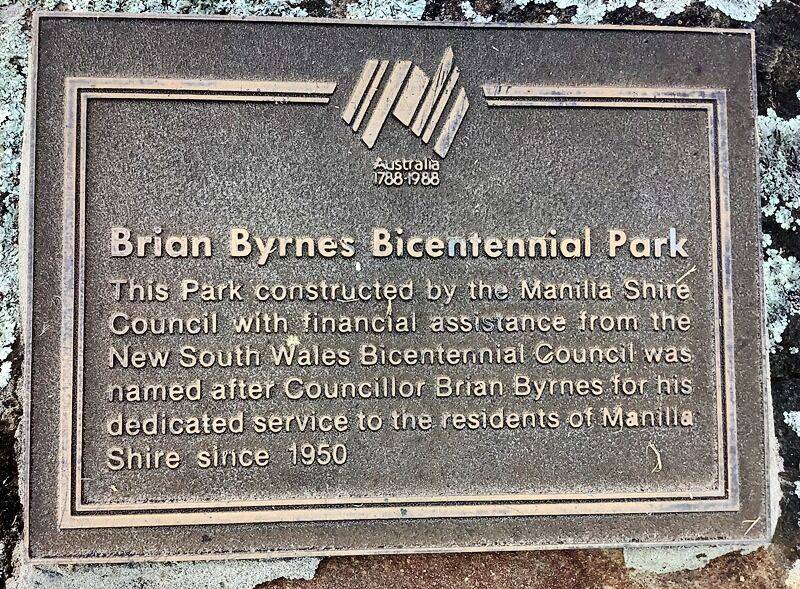 Australia
1788-1988
Brian Byrnes Bicentennial Park
This Park constructed by the Manilla Shire
Council with financial assistance from the
New South Wales Bicentennial Council was
named after Councillor Brian Byrnes for his
dedicated service to the residents of Manilla
Shire since 1950